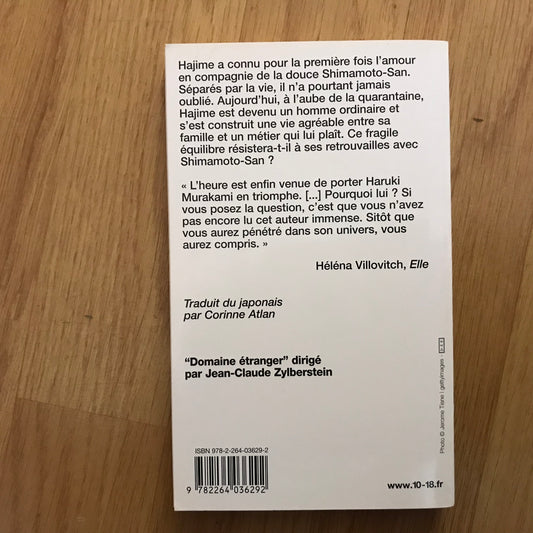 Hajime a connu pour la première fois l'amour
en compagnie de la douce Shimamoto-San.
Séparés par la vie, il n'a pourtant jamais
oublié. Aujourd'hui, à l'aube de la quarantaine,
Hajime est devenu un homme ordinaire et
s'est construit une vie agréable entre sa
famille et un métier qui lui plaît. Ce fragile
équilibre résistera-t-il à ses retrouvailles avec
Shimamoto-San ?
« L'heure est enfin venue de porter Haruki
Murakami en triomphe. [...] Pourquoi lui ? Si
vous posez la question, c'est que vous n'avez
pas encore lu cet auteur immense. Sitôt que
vous aurez pénétré dans son univers, vous
aurez compris. »
Héléna Villovitch, Elle
Traduit du japonais
par Corinne Atlan
"Domaine étranger" dirigé
par Jean-Claude Zylberstein
ISBN 978-2-264-03629-2
9 782264 036292
www.10-18.fr
Photo © Jerome Tisne | gettyimages -